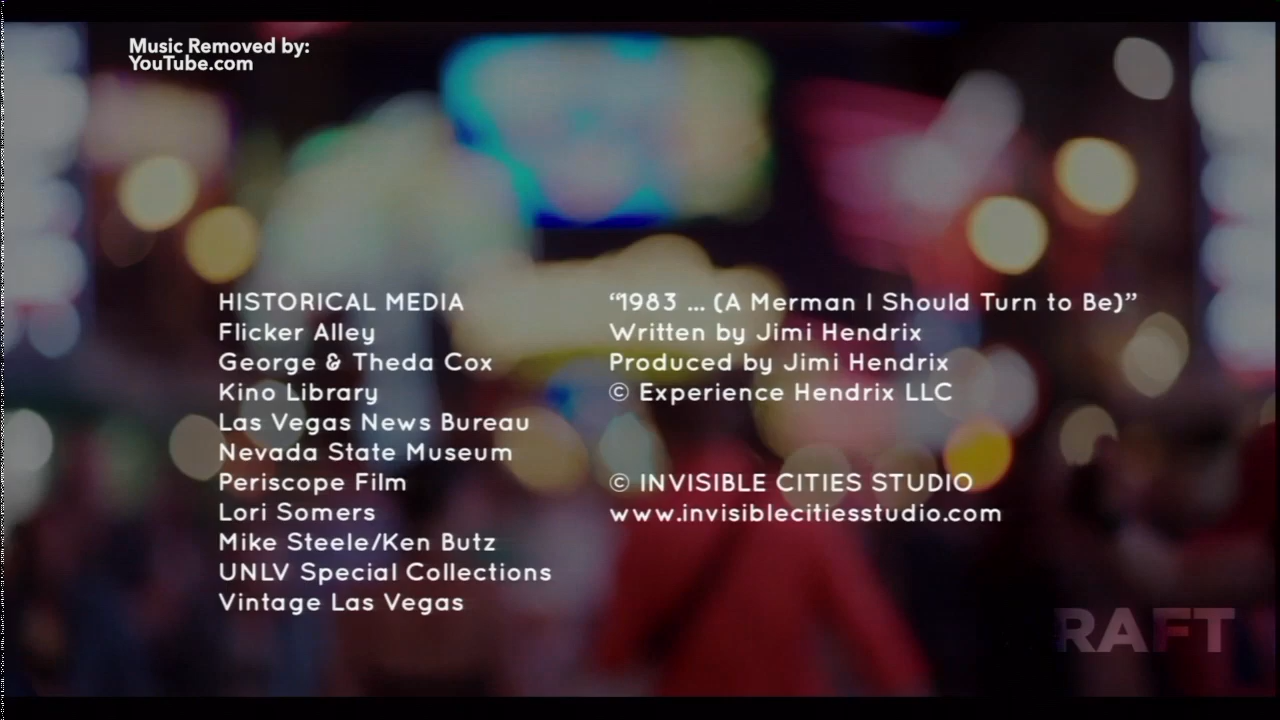 Music Removed by:
YouTube.com
HISTORICAL MEDIA
Flicker Alley
George & Theda Cox
Kino Library
Las Vegas News Bureau
Nevada State Museum
Periscope Film
Lori Somers
Mike Steele/Ken Butz
UNLV Special Collections
Vintage Las Vegas
“1983 ... (A Merman I Should Turn to Be)”
Written by Jimi Hendrix
Produced by Jimi Hendrix
© Experience Hendrix LLC
© INVISIBLE CITIES STUDIO
www.invisiblecitiesstudio.com
RAFT